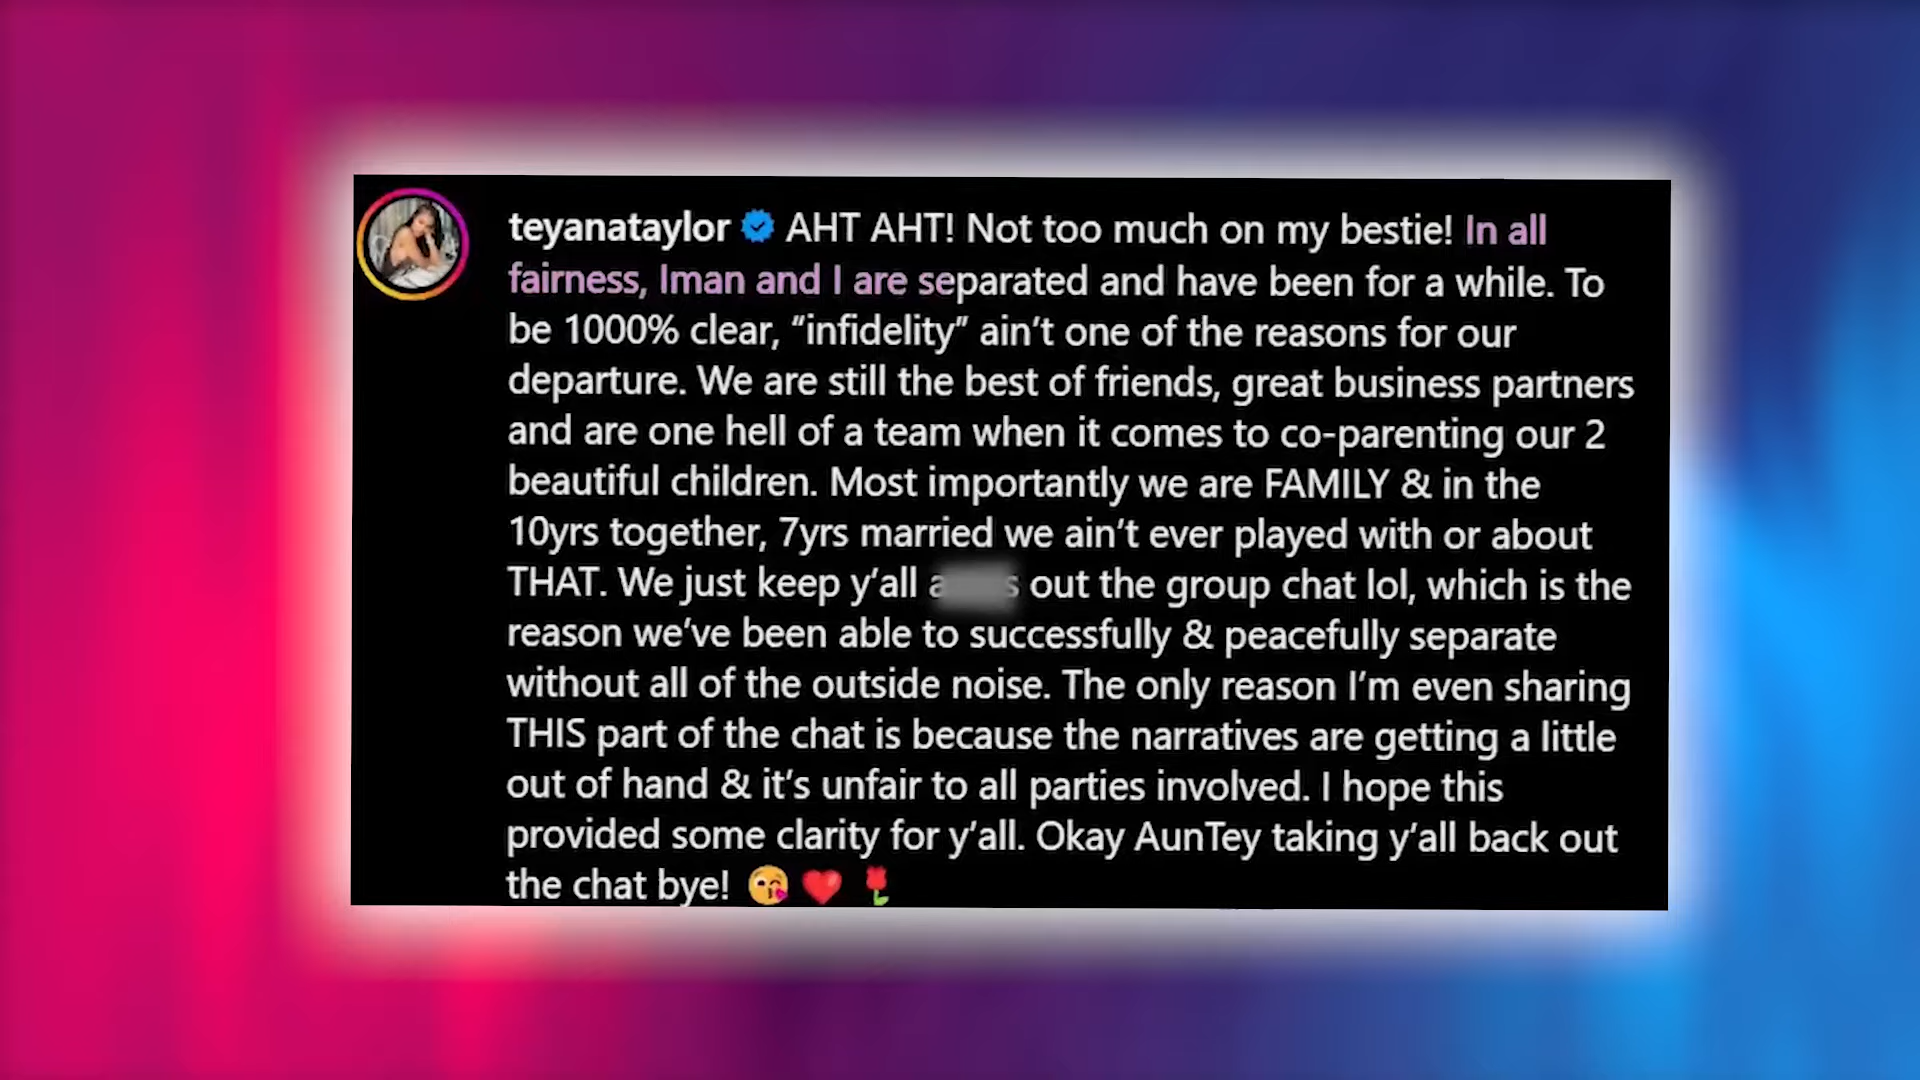 teyanataylor AHT AHT! Not too much on my bestie! In all
fairness, Iman and I are separated and have been for a while. To
be 1000% clear, “infidelity” ain’t one of the reasons for our
departure. We are still the best of friends, great business partners
and are one hell of a team when it comes to co-parenting our 2
beautiful children. Most importantly we are FAMILY & in the
10yrs together, 7yrs married we ain’t ever played with or about
THAT. We just keep y’all out the group chat lol, which is the
reason we’ve been able to successfully & peacefully separate
without all of the outside noise. The only reason I’m even sharing
THIS part of the chat is because the narratives are getting a little
out of hand & it’s unfair to all parties involved. I hope this
provided some clarity for y’all. Okay AunTey taking y’all back out
the chat bye! 😘 ❤️ 🌷